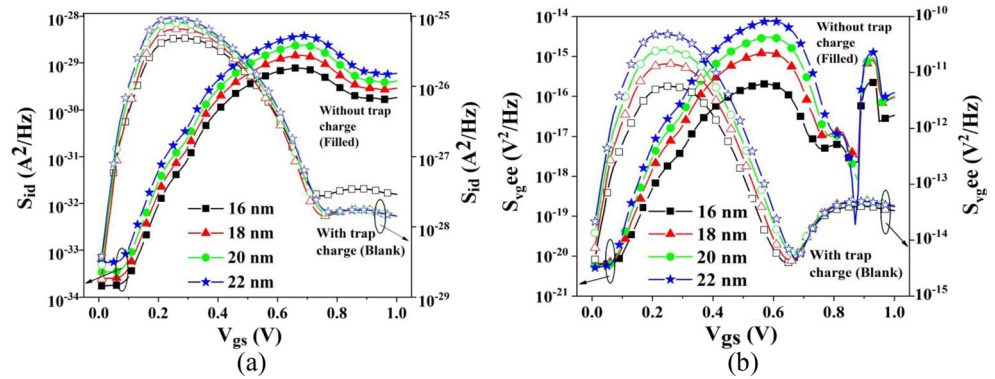 10⁻²⁸
10⁻²⁹
10⁻³⁰
10⁻³¹
10⁻³²
10⁻³³
10⁻³⁴
S_id (A²/Hz)
10⁻²⁵
10⁻²⁶
10⁻²⁷
10⁻²⁸
10⁻²⁹
S_id (A²/Hz)
Without trap
charge
(Filled)
With trap
charge (Blank)
16 nm
18 nm
20 nm
22 nm
0.0 0.2 0.4 0.6 0.8 1.0
V_gs (V)
(a)
10⁻¹⁴
10⁻¹⁵
10⁻¹⁶
10⁻¹⁷
10⁻¹⁸
10⁻¹⁹
10⁻²⁰
10⁻²¹
S_vg ee (V²/Hz)
10⁻¹⁰
10⁻¹¹
10⁻¹²
10⁻¹³
10⁻¹⁴
10⁻¹⁵
S_vg ee (V²/Hz)
Without trap
charge
(Filled)
With trap
charge (Blank)
16 nm
18 nm
20 nm
22 nm
0.0 0.2 0.4 0.6 0.8 1.0
V_gs (V)
(b)